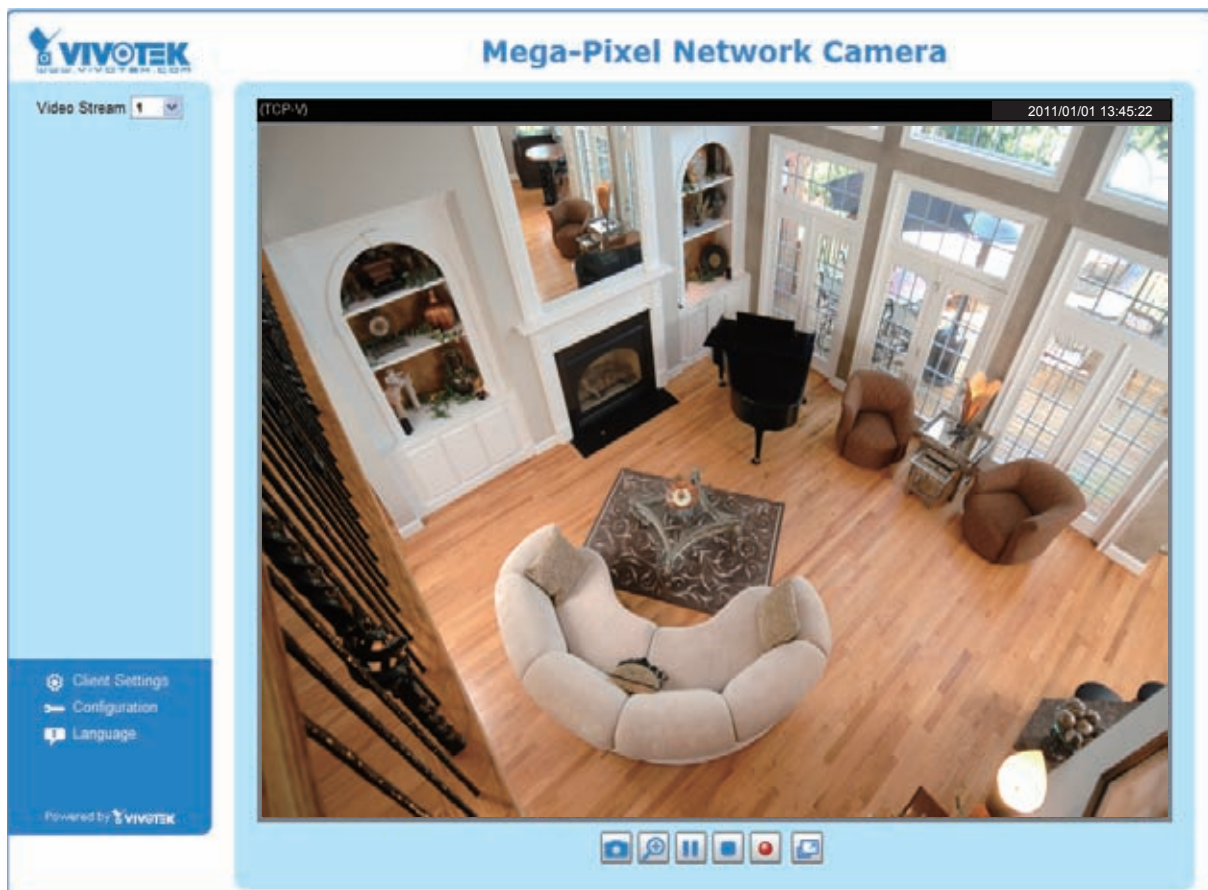 VIVOTEK
WWW.VIVOTEK.COM
Mega-Pixel Network Camera
Video Stream 1
(TCP-V)
2011/01/01 13:45:22
Client Settings
Configuration
Language
Powered by VIVOTEK